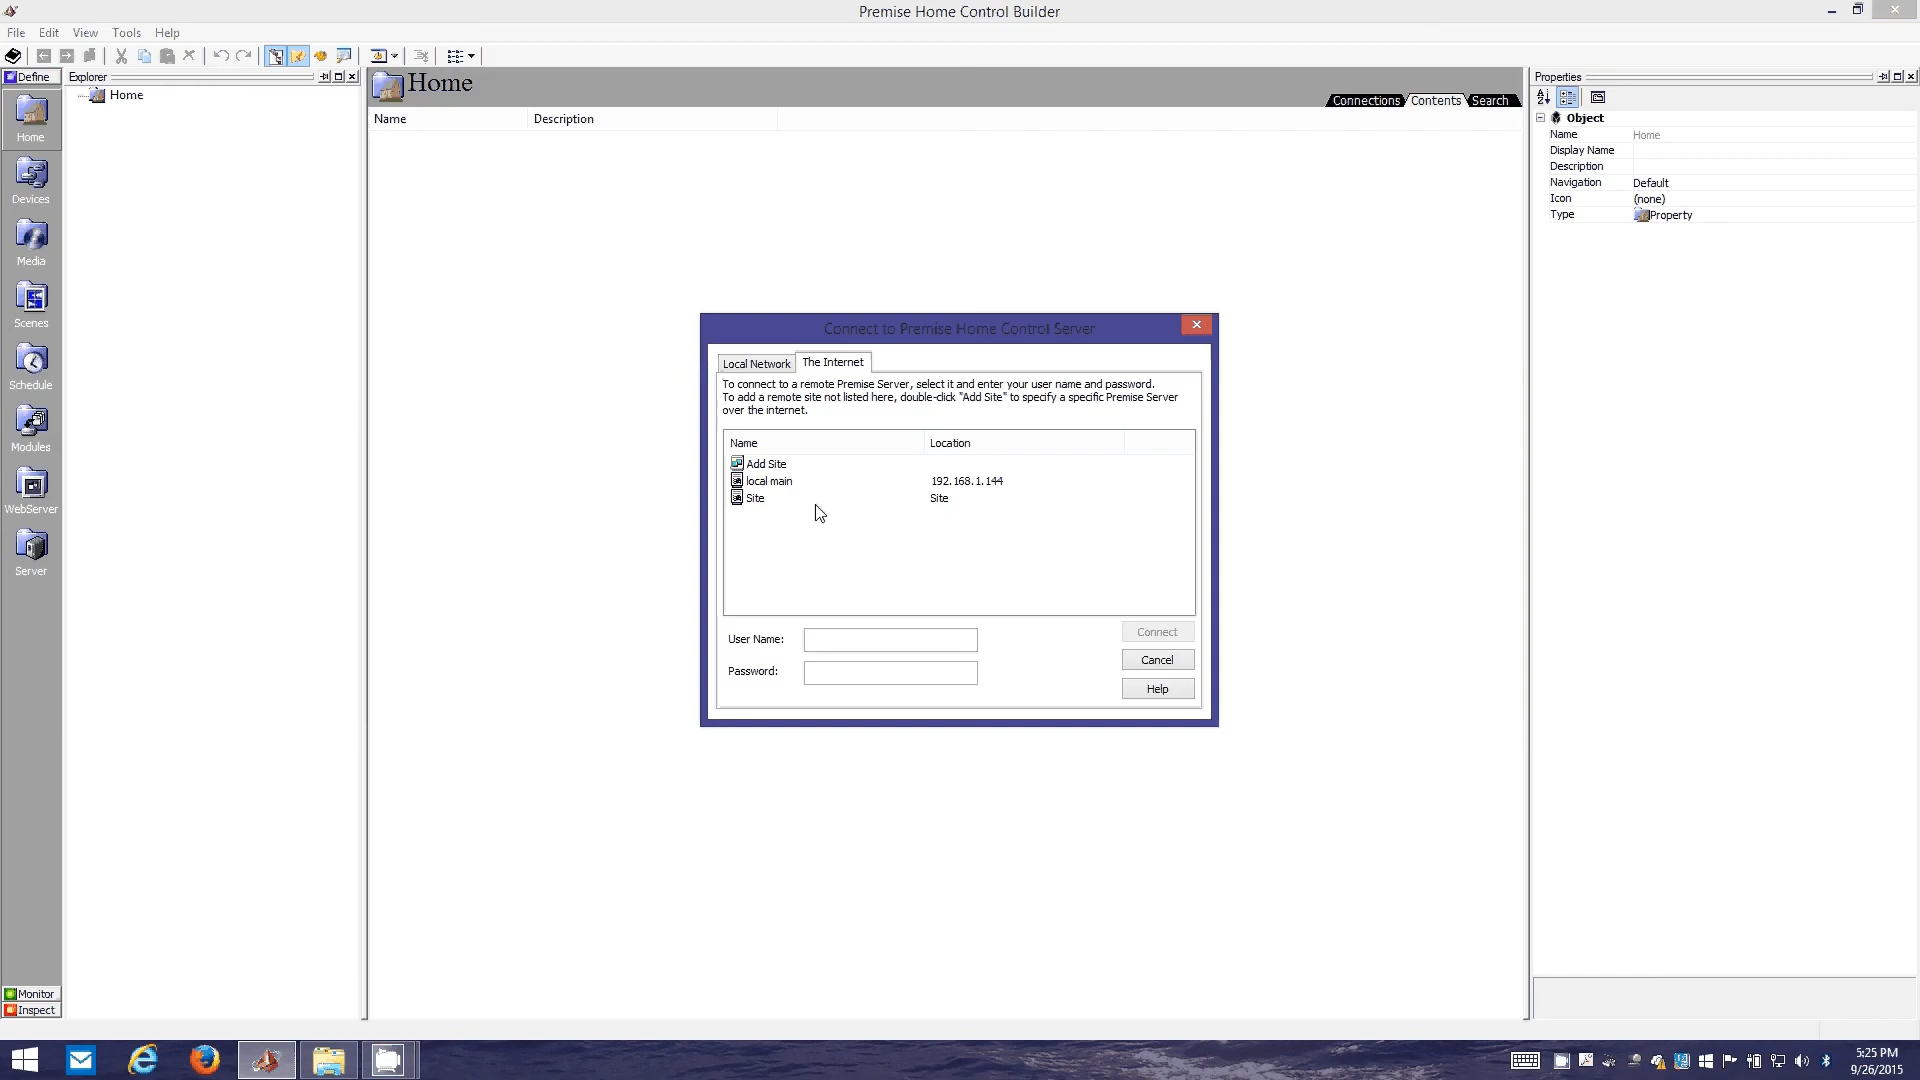 Premise Home Control Builder
File Edit View Tools Help
Define
Explorer
Home
Home
Devices
Media
Scenes
Schedule
Modules
WebServer
Server
Monitor
Inspect
Home
Connections Contents Search
Name Description
Properties
Object
Name Home
Display Name
Description
Navigation Default
Icon (none)
Type Property
Connect to Premise Home Control Server
Local Network The Internet
To connect to a remote Premise Server, select it and enter your user name and password.
To add a remote site not listed here, double-click "Add Site" to specify a specific Premise Server
over the internet.
Name Location
Add Site
local main 192.168.1.144
Site Site
User Name:
Password:
Connect
Cancel
Help
5:25 PM
9/26/2015